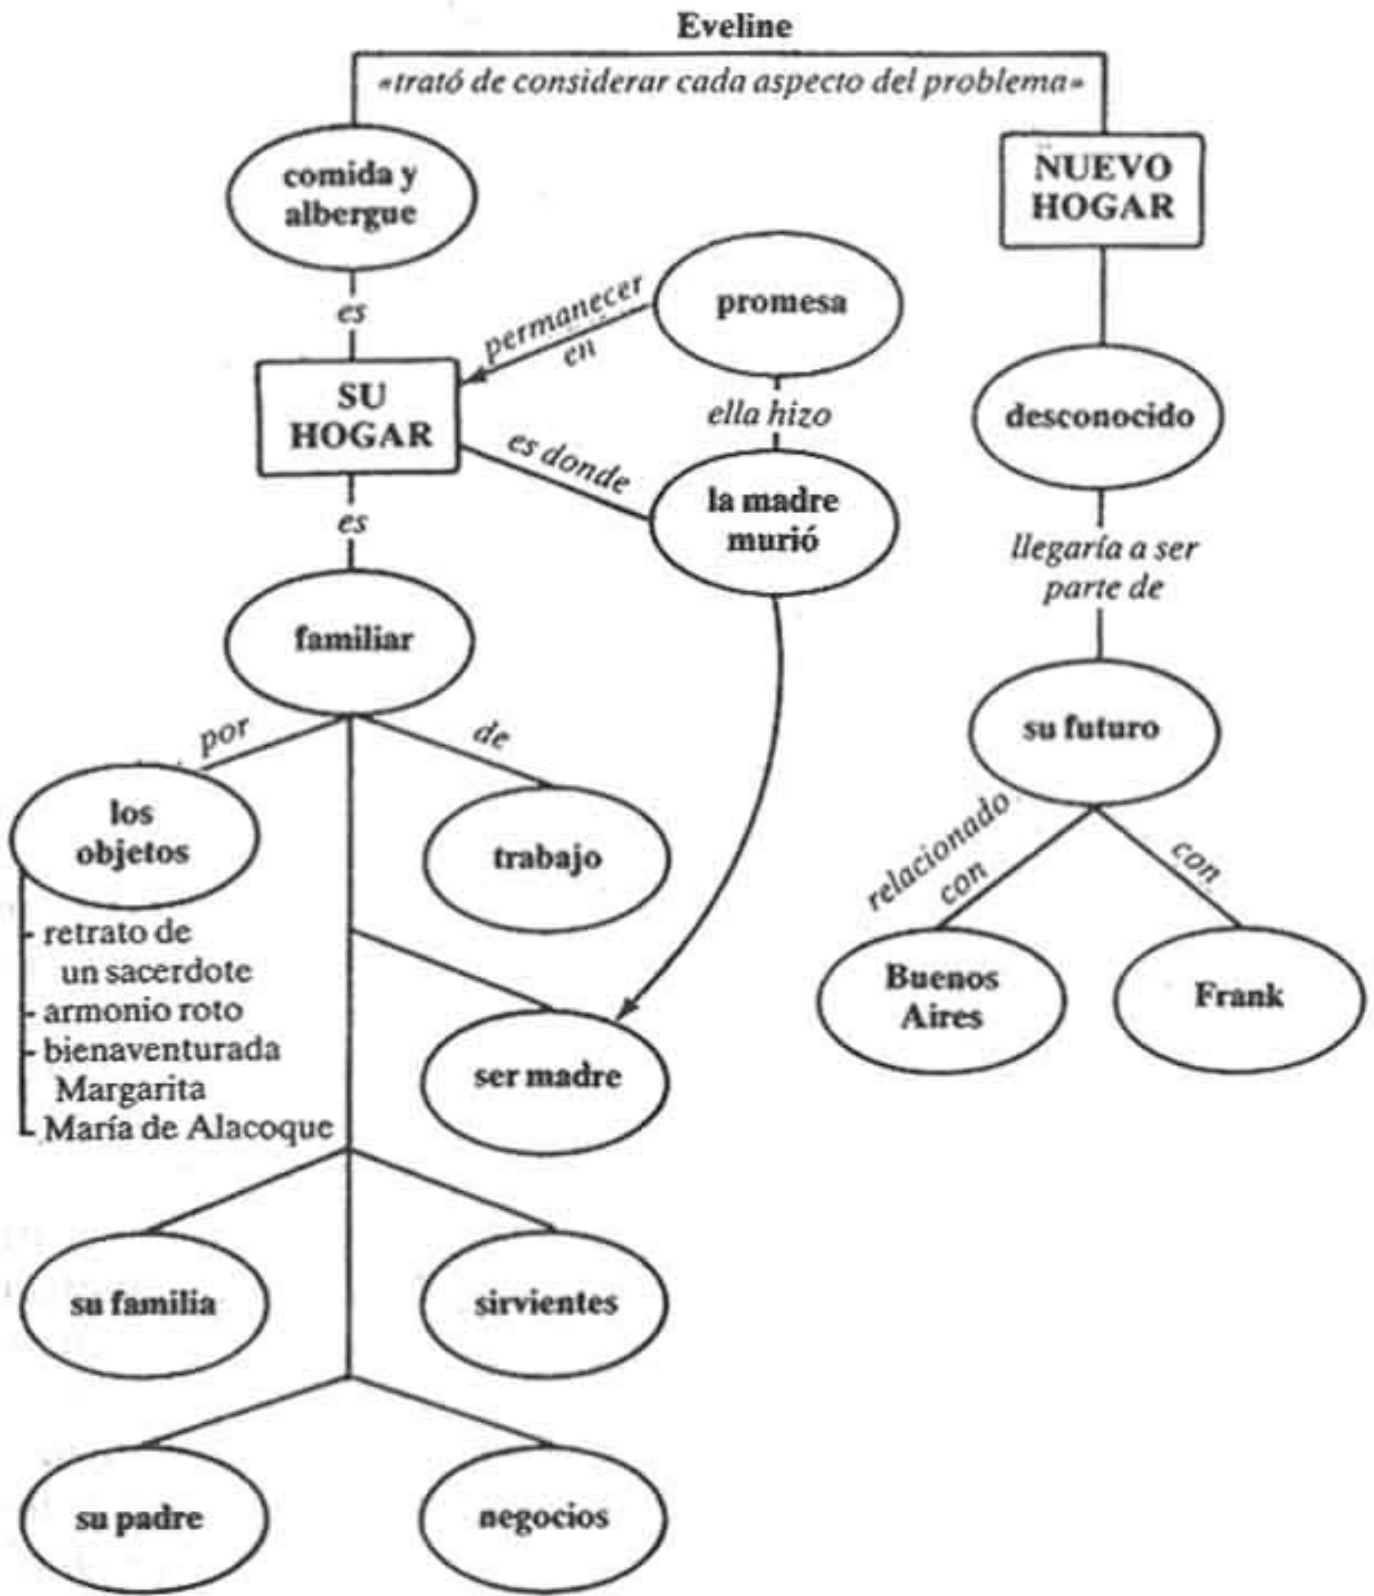 Eveline
«trató de considerar cada aspecto del problema»
comida y
albergue
NUEVO
HOGAR
es
permanecer
en
promesa
SU
HOGAR
ella hizo
desconocido
es donde
la madre
murió
es
llegaría a ser
parte de
familiar
por
de
su futuro
los
objetos
trabajo
relacionado
con
con
- retrato de
un sacerdote
- armonio roto
- bienaventurada
Margarita
- María de Alacoque
Buenos
Aires
Frank
ser madre
su familia
sirvientes
su padre
negocios